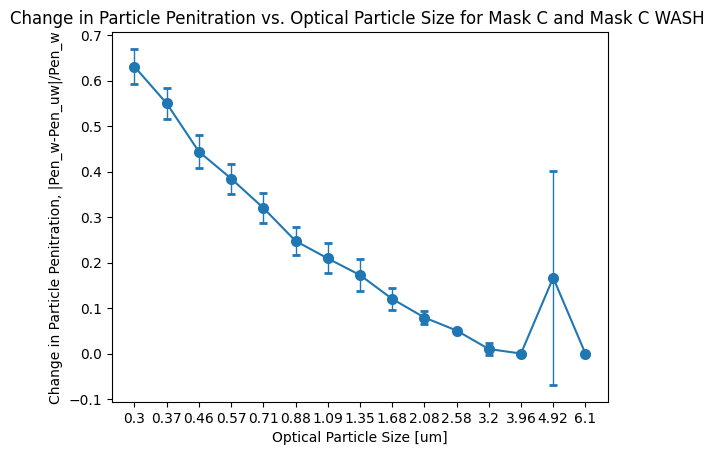 Change in Particle Penitration vs. Optical Particle Size for Mask C and Mask C WASH
Change in Particle Penitration, |Pen_w-Pen_uw|/Pen_w
0.7
0.6
0.5
0.4
0.3
0.2
0.1
0.0
−0.1
0.3 0.37 0.46 0.57 0.71 0.88 1.09 1.35 1.68 2.08 2.58 3.2 3.96 4.92 6.1
Optical Particle Size [um]